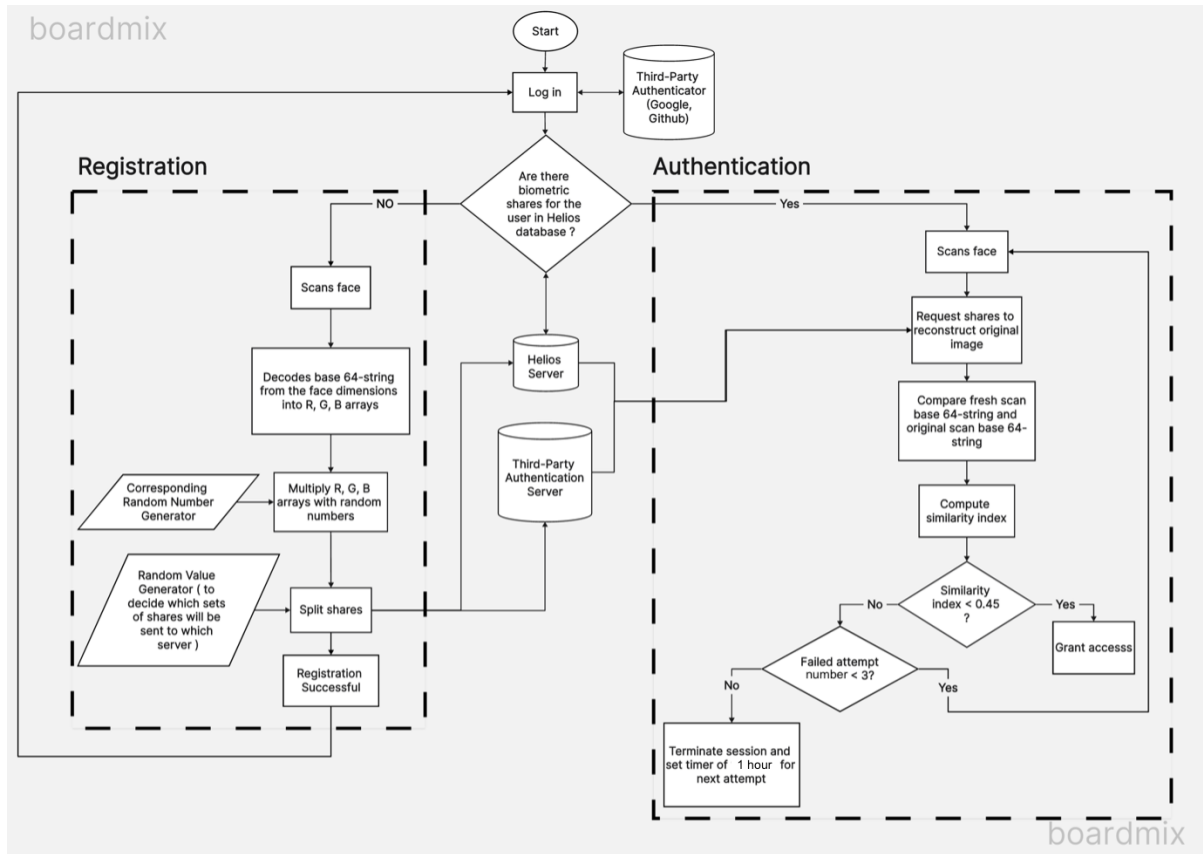 boardmix
Start
Log in
Third-Party
Authenticator
(Google,
Github)
Registration
Authentication
Are there
biometric
shares for the
user in Helios
database ?
NO
Yes
Scans face
Decodes base 64-string
from the face dimensions
into R, G, B arrays
Corresponding
Random Number
Generator
Multiply R, G, B
arrays with random
numbers
Random Value
Generator ( to
decide which sets
of shares will be
sent to which
server )
Split shares
Registration
Successful
Helios
Server
Third-Party
Authentication
Server
Scans face
Request shares to
reconstruct original
image
Compare fresh scan
base 64-string and
original scan base 64-
string
Compute
similarity index
Similarity
index < 0.45
?
No
Yes
Grant accesss
Failed attempt
number < 3?
No
Yes
Terminate session and
set timer of 1 hour for
next attempt
boardmix